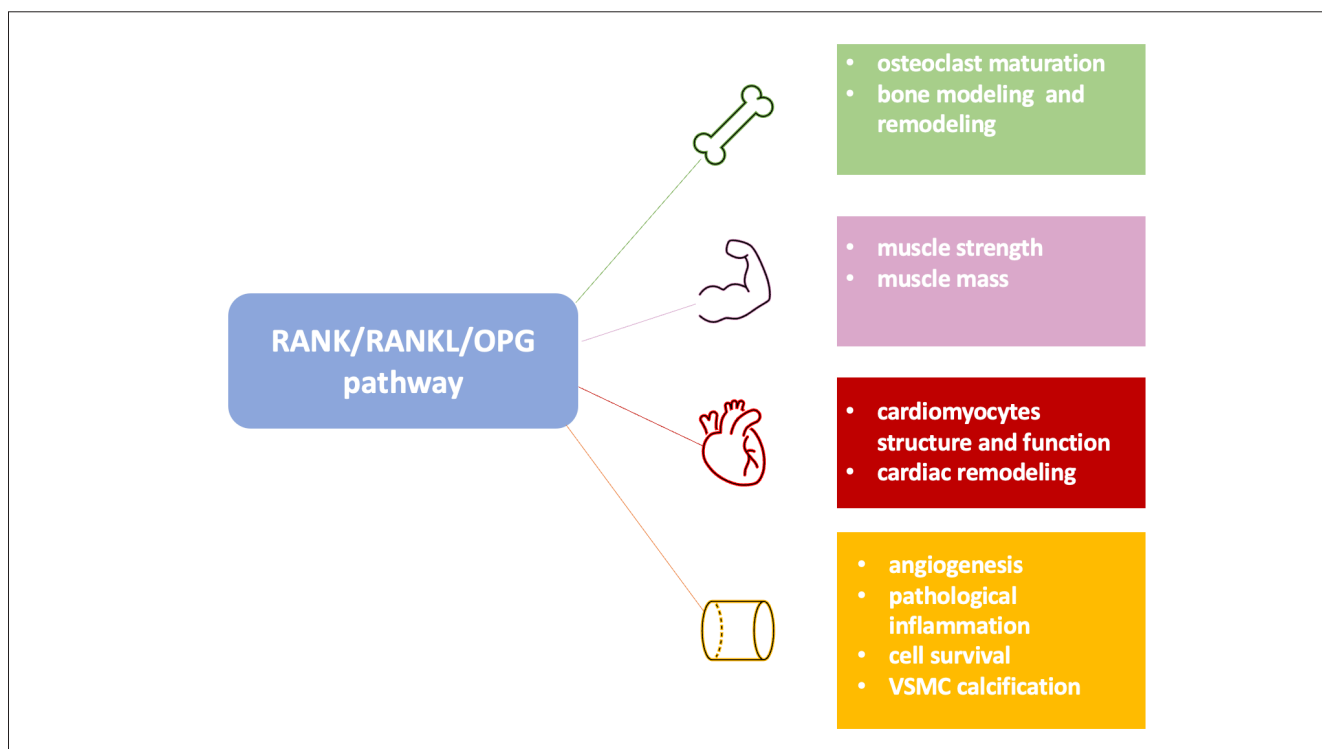 • osteoclast maturation
• bone modeling and
remodeling
• muscle strength
• muscle mass
RANK/RANKL/OPG
pathway
• cardiomyocytes
structure and function
• cardiac remodeling
• angiogenesis
• pathological
inflammation
• cell survival
• VSMC calcification